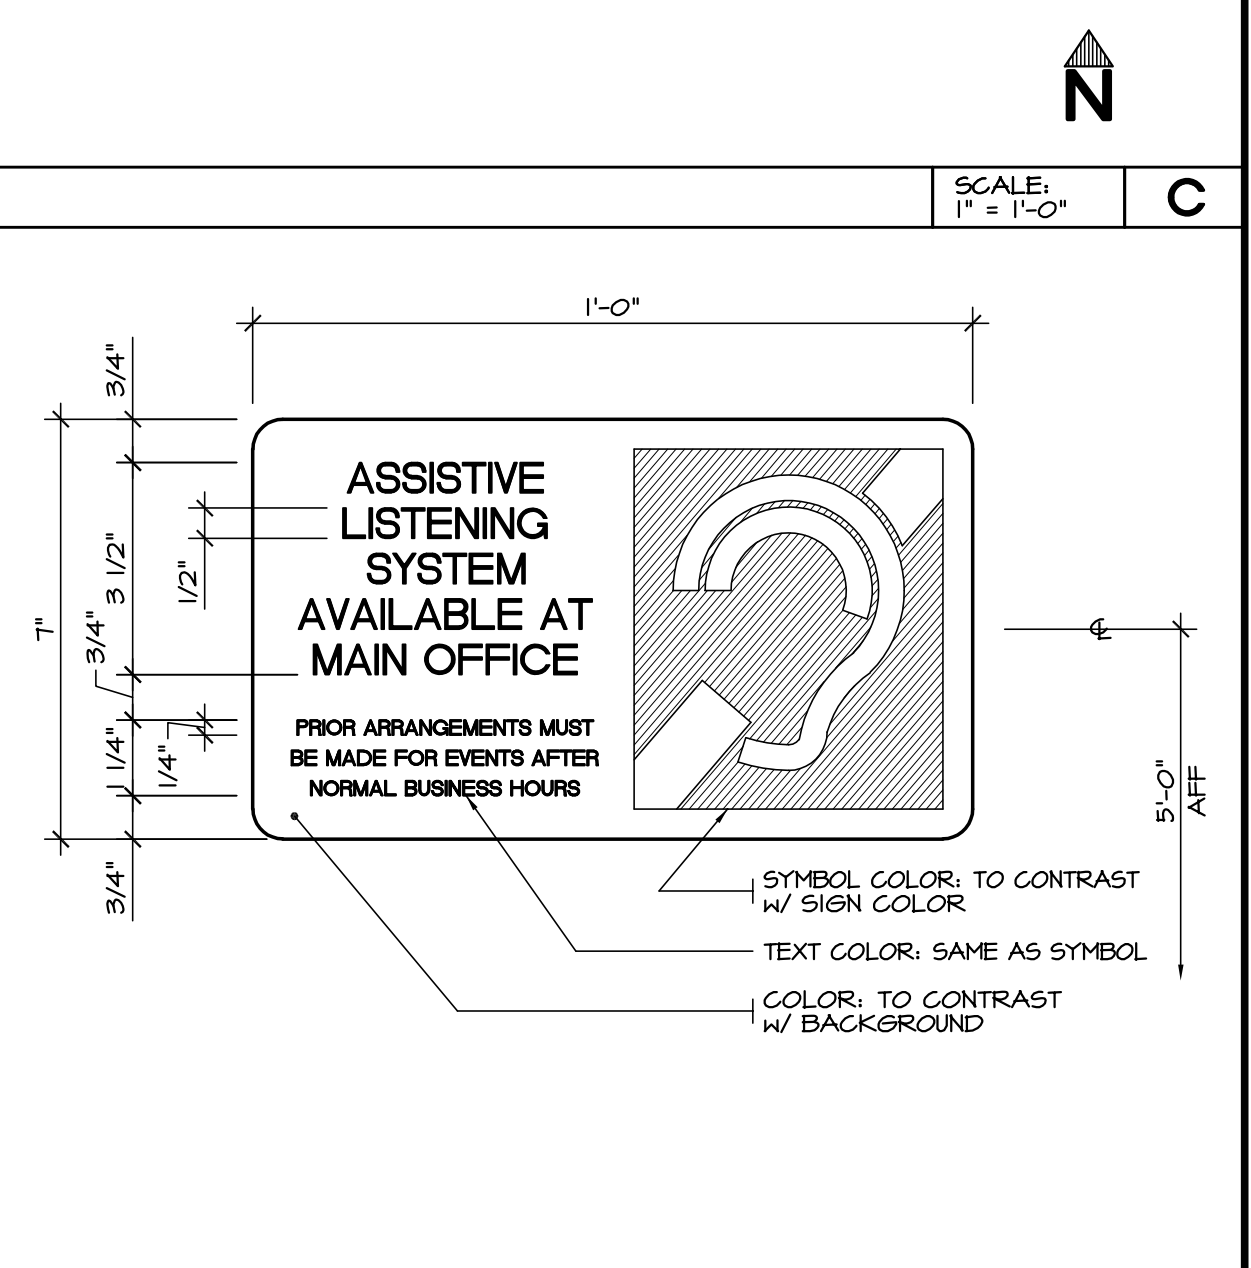 N
SCALE:
1" = 1'-0"
C
1'-0"
3/4"
3 1/2"
1/2"
7"
3/4"
1 1/4"
1/4"
3/4"
ASSISTIVE
LISTENING
SYSTEM
AVAILABLE AT
MAIN OFFICE
PRIOR ARRANGEMENTS MUST
BE MADE FOR EVENTS AFTER
NORMAL BUSINESS HOURS
℄
5'-0"
AFF
SYMBOL COLOR: TO CONTRAST
w/ SIGN COLOR
TEXT COLOR: SAME AS SYMBOL
COLOR: TO CONTRAST
w/ BACKGROUND